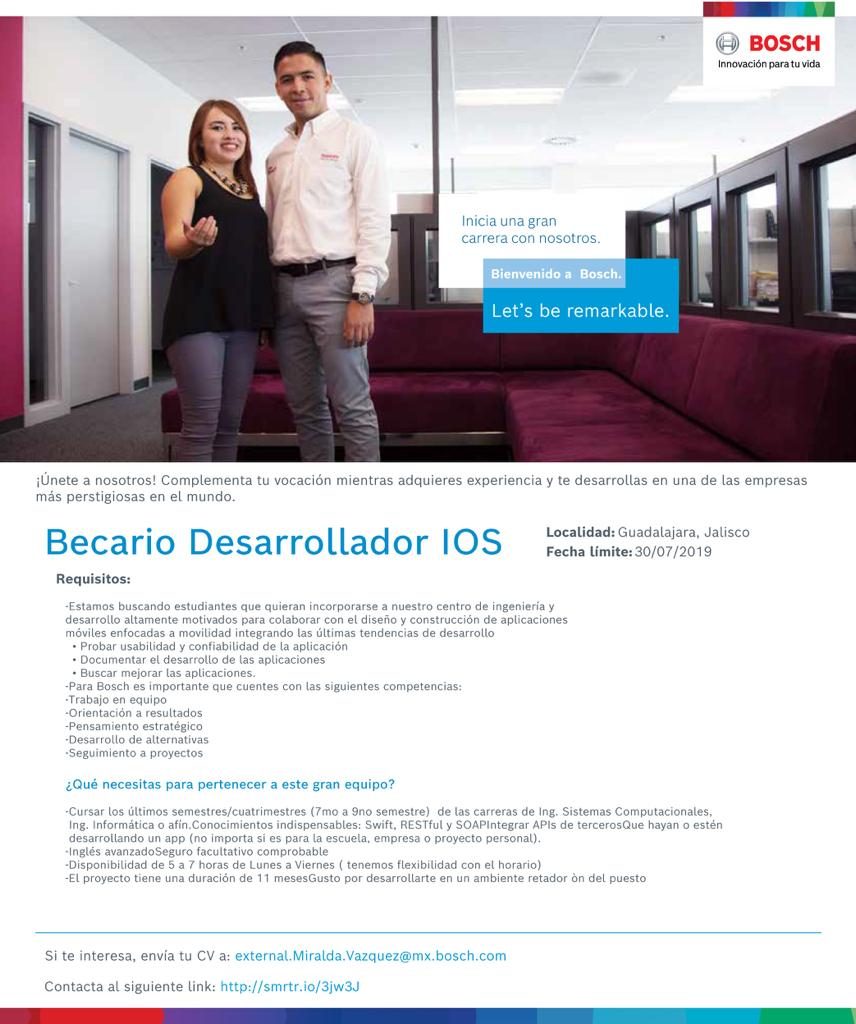 BOSCH
Innovación para tu vida
Inicia una gran
carrera con nosotros.
Bienvenido a Bosch.
Let's be remarkable.
¡Únete a nosotros! Complementa tu vocación mientras adquieres experiencia y te desarrollas en una de las empresas
más perstigiosas en el mundo.
Becario Desarrollador IOS
Localidad: Guadalajara, Jalisco
Fecha límite: 30/07/2019
Requisitos:
-Estamos buscando estudiantes que quieran incorporarse a nuestro centro de ingeniería y
desarrollo altamente motivados para colaborar con el diseño y construcción de aplicaciones
móviles enfocadas a movilidad integrando las últimas tendencias de desarrollo
• Probar usabilidad y confiabilidad de la aplicación
• Documentar el desarrollo de las aplicaciones
• Buscar mejorar las aplicaciones.
-Para Bosch es importante que cuentes con las siguientes competencias:
-Trabajo en equipo
-Orientación a resultados
-Pensamiento estratégico
-Desarrollo de alternativas
-Seguimiento a proyectos
¿Qué necesitas para pertenecer a este gran equipo?
-Cursar los últimos semestres/cuatrimestres (7mo a 9no semestre) de las carreras de Ing. Sistemas Computacionales,
Ing. Informática o afín.Conocimientos indispensables: Swift, RESTful y SOAPIntegrar APIs de tercerosQue hayan o estén
desarrollando un app (no importa si es para la escuela, empresa o proyecto personal).
-Inglés avanzadoSeguro facultativo comprobable
-Disponibilidad de 5 a 7 horas de Lunes a Viernes ( tenemos flexibilidad con el horario)
-El proyecto tiene una duración de 11 mesesGusto por desarrollarte en un ambiente retador òn del puesto
Si te interesa, envía tu CV a: external.Miralda.Vazquez@mx.bosch.com
Contacta al siguiente link: http://smrtr.io/3jw3J